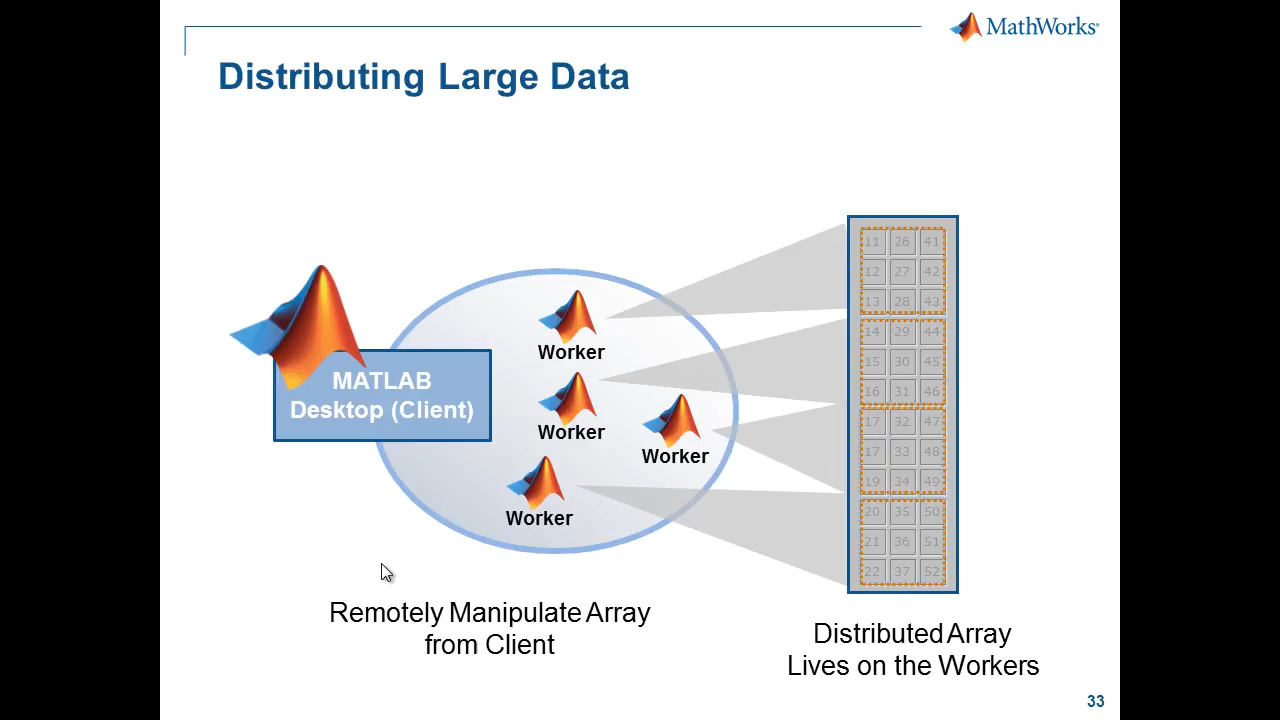 MathWorks®
Distributing Large Data
MATLAB
Desktop (Client)
Worker
Worker
Worker
Worker
11 26 41
12 27 42
13 28 43
14 29 44
15 30 45
16 31 46
17 32 47
17 33 48
19 34 49
20 35 50
21 36 51
22 37 52
Remotely Manipulate Array
from Client
Distributed Array
Lives on the Workers
33